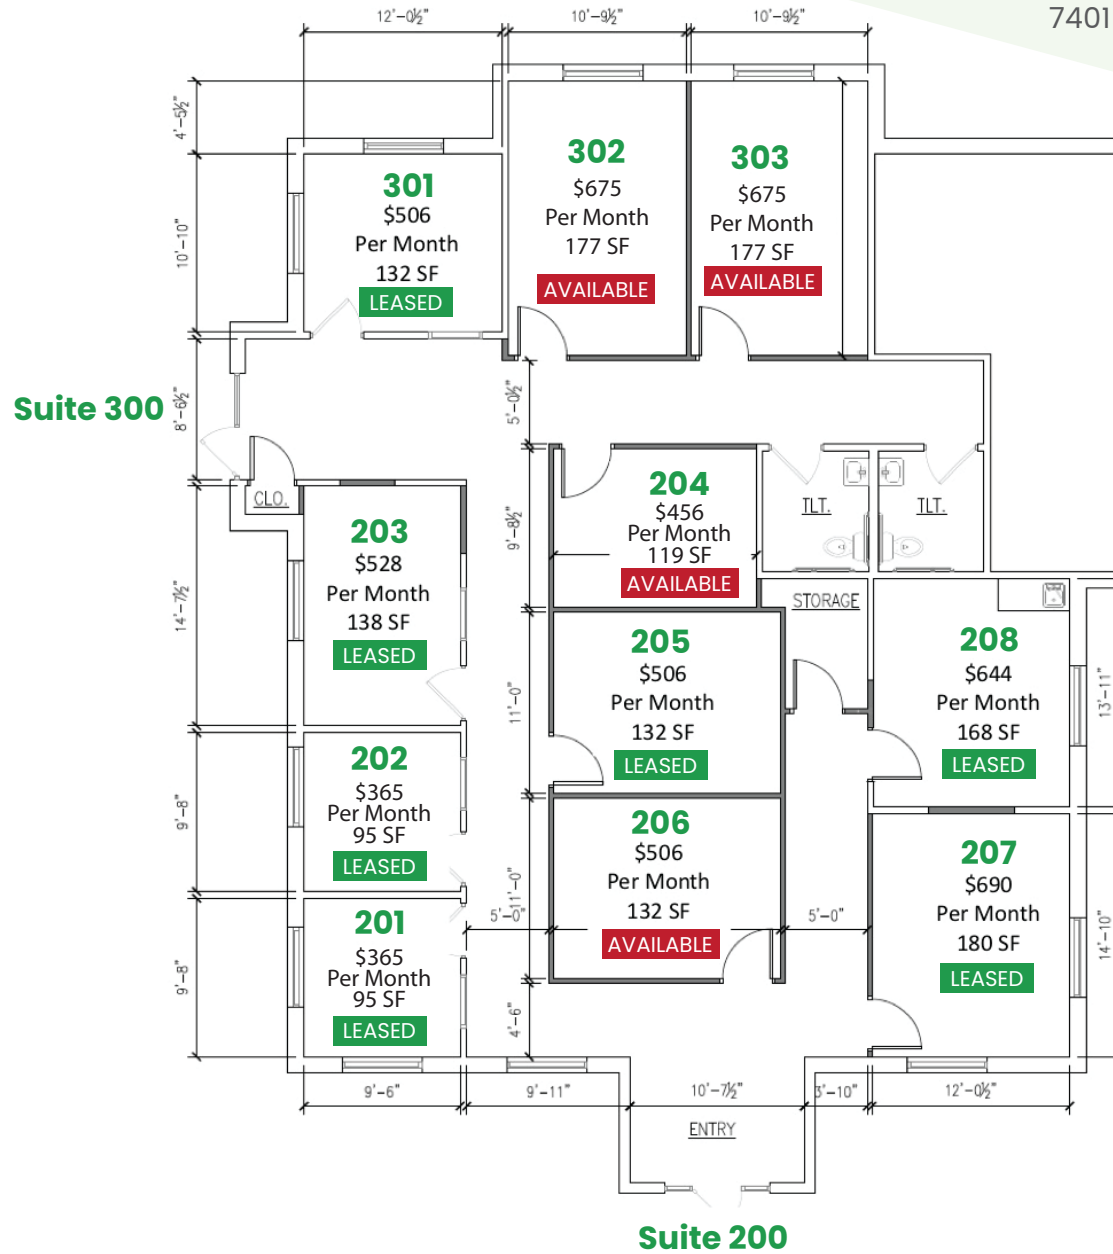 7401
12'-0½"
10'-9½"
10'-9½"
4'-5½"
10'-10"
8'-6½"
14'-7½"
9'-8"
9'-8"
301
$506
Per Month
132 SF
LEASED
302
$675
Per Month
177 SF
AVAILABLE
303
$675
Per Month
177 SF
AVAILABLE
Suite 300
5'-0½"
CLO.
203
$528
Per Month
138 SF
LEASED
9'-8½"
204
$456
Per Month
119 SF
AVAILABLE
TLT.
TLT.
STORAGE
11'-0"
205
$506
Per Month
132 SF
LEASED
208
$644
Per Month
168 SF
LEASED
13'-11"
202
$365
Per Month
95 SF
LEASED
11'-0"
206
$506
Per Month
132 SF
AVAILABLE
207
$690
Per Month
180 SF
LEASED
14'-10"
201
$365
Per Month
95 SF
LEASED
5'-0"
5'-0"
4'-6"
9'-6"
9'-11"
10'-7½"
3'-10"
12'-0½"
ENTRY
Suite 200